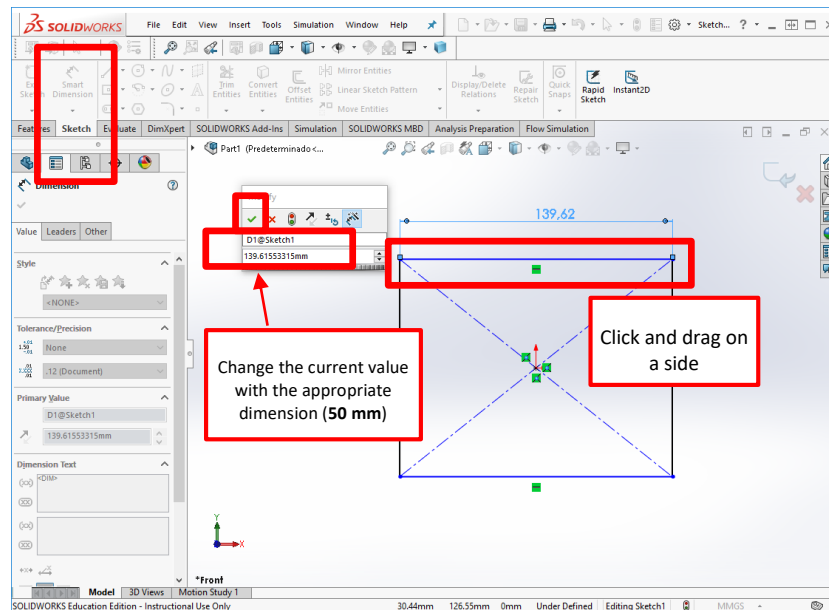 SOLIDWORKS File Edit View Insert Tools Simulation Window Help Sketch... ?
Smart
Dimension
Trim
Entities
Convert
Entities
Offset
Entities
Mirror Entities
Linear Sketch Pattern
Move Entities
Display/Delete
Relations
Repair
Sketch
Quick
Snaps
Rapid
Sketch
Instant2D
Features Sketch Evaluate DimXpert SOLIDWORKS Add-Ins Simulation SOLIDWORKS MBD Analysis Preparation Flow Simulation
Part1 (Predeterminado<...
Dimension
Value Leaders Other
Style
<NONE>
Tolerance/Precision
None
.12 (Document)
Primary Value
D1@Sketch1
139.61553315mm
Dimension Text
<DIM>
D1@Sketch1
139.61553315mm
139,62
Change the current value
with the appropriate
dimension (50 mm)
Click and drag on
a side
Y
X
*Front
Model 3D Views Motion Study 1
SOLIDWORKS Education Edition - Instructional Use Only 30.44mm 126.55mm 0mm Under Defined Editing Sketch1 MMGS -